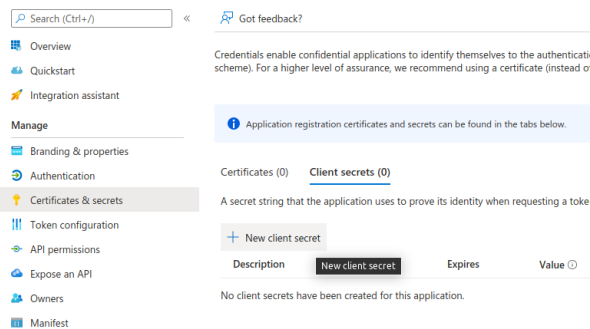 Search (Ctrl+/)
«
Overview
Quickstart
Integration assistant
Manage
Branding & properties
Authentication
Certificates & secrets
Token configuration
API permissions
Expose an API
Owners
Manifest
Got feedback?
Credentials enable confidential applications to identify themselves to the authenticati
scheme). For a higher level of assurance, we recommend using a certificate (instead o
Application registration certificates and secrets can be found in the tabs below.
Certificates (0) Client secrets (0)
A secret string that the application uses to prove its identity when requesting a toke
+ New client secret
New client secret
Description Expires Value
No client secrets have been created for this application.